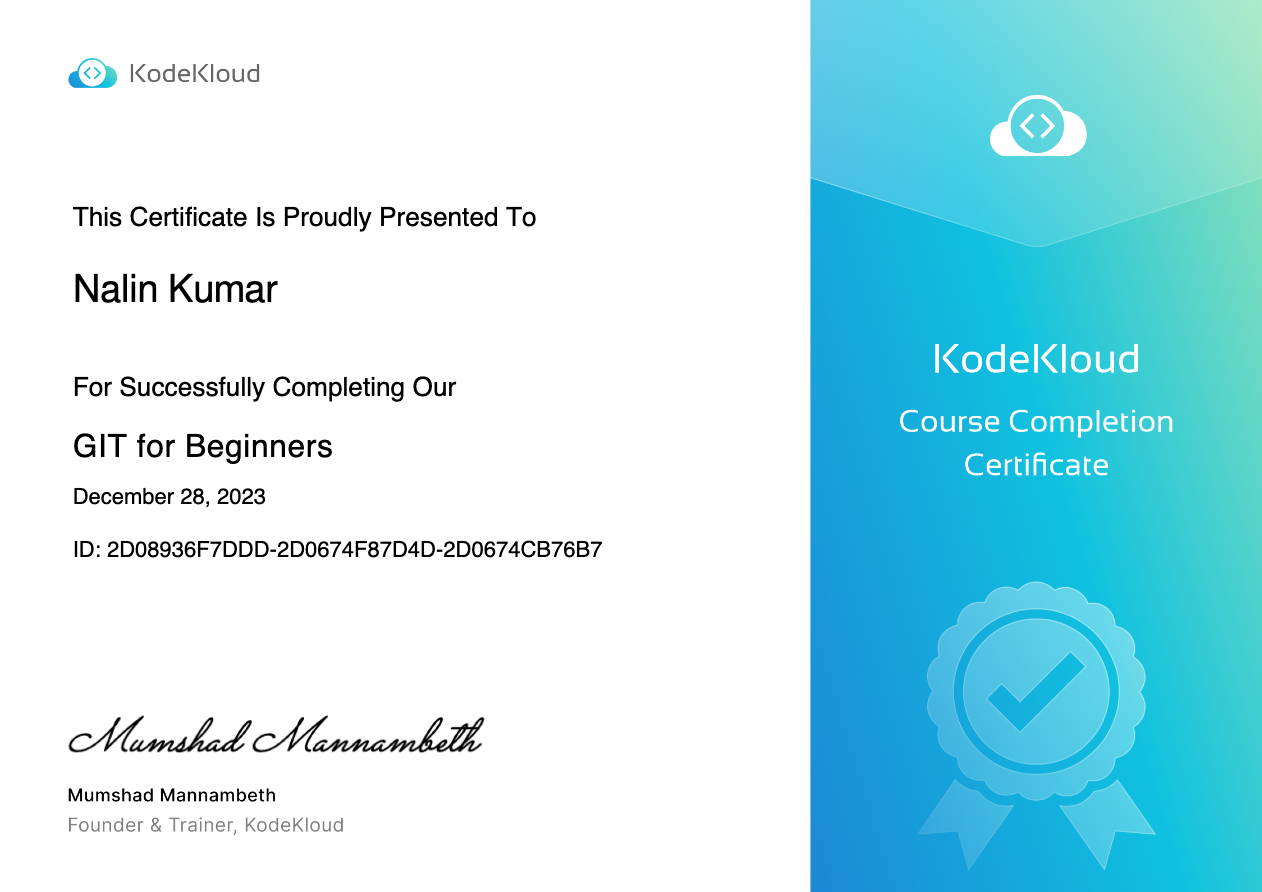 KodeKloud
This Certificate Is Proudly Presented To
Nalin Kumar
For Successfully Completing Our
GIT for Beginners
December 28, 2023
ID: 2D08936F7DDD-2D0674F87D4D-2D0674CB76B7
Mumshad Mannambeth
Mumshad Mannambeth
Founder & Trainer, KodeKloud
KodeKloud
Course Completion
Certificate